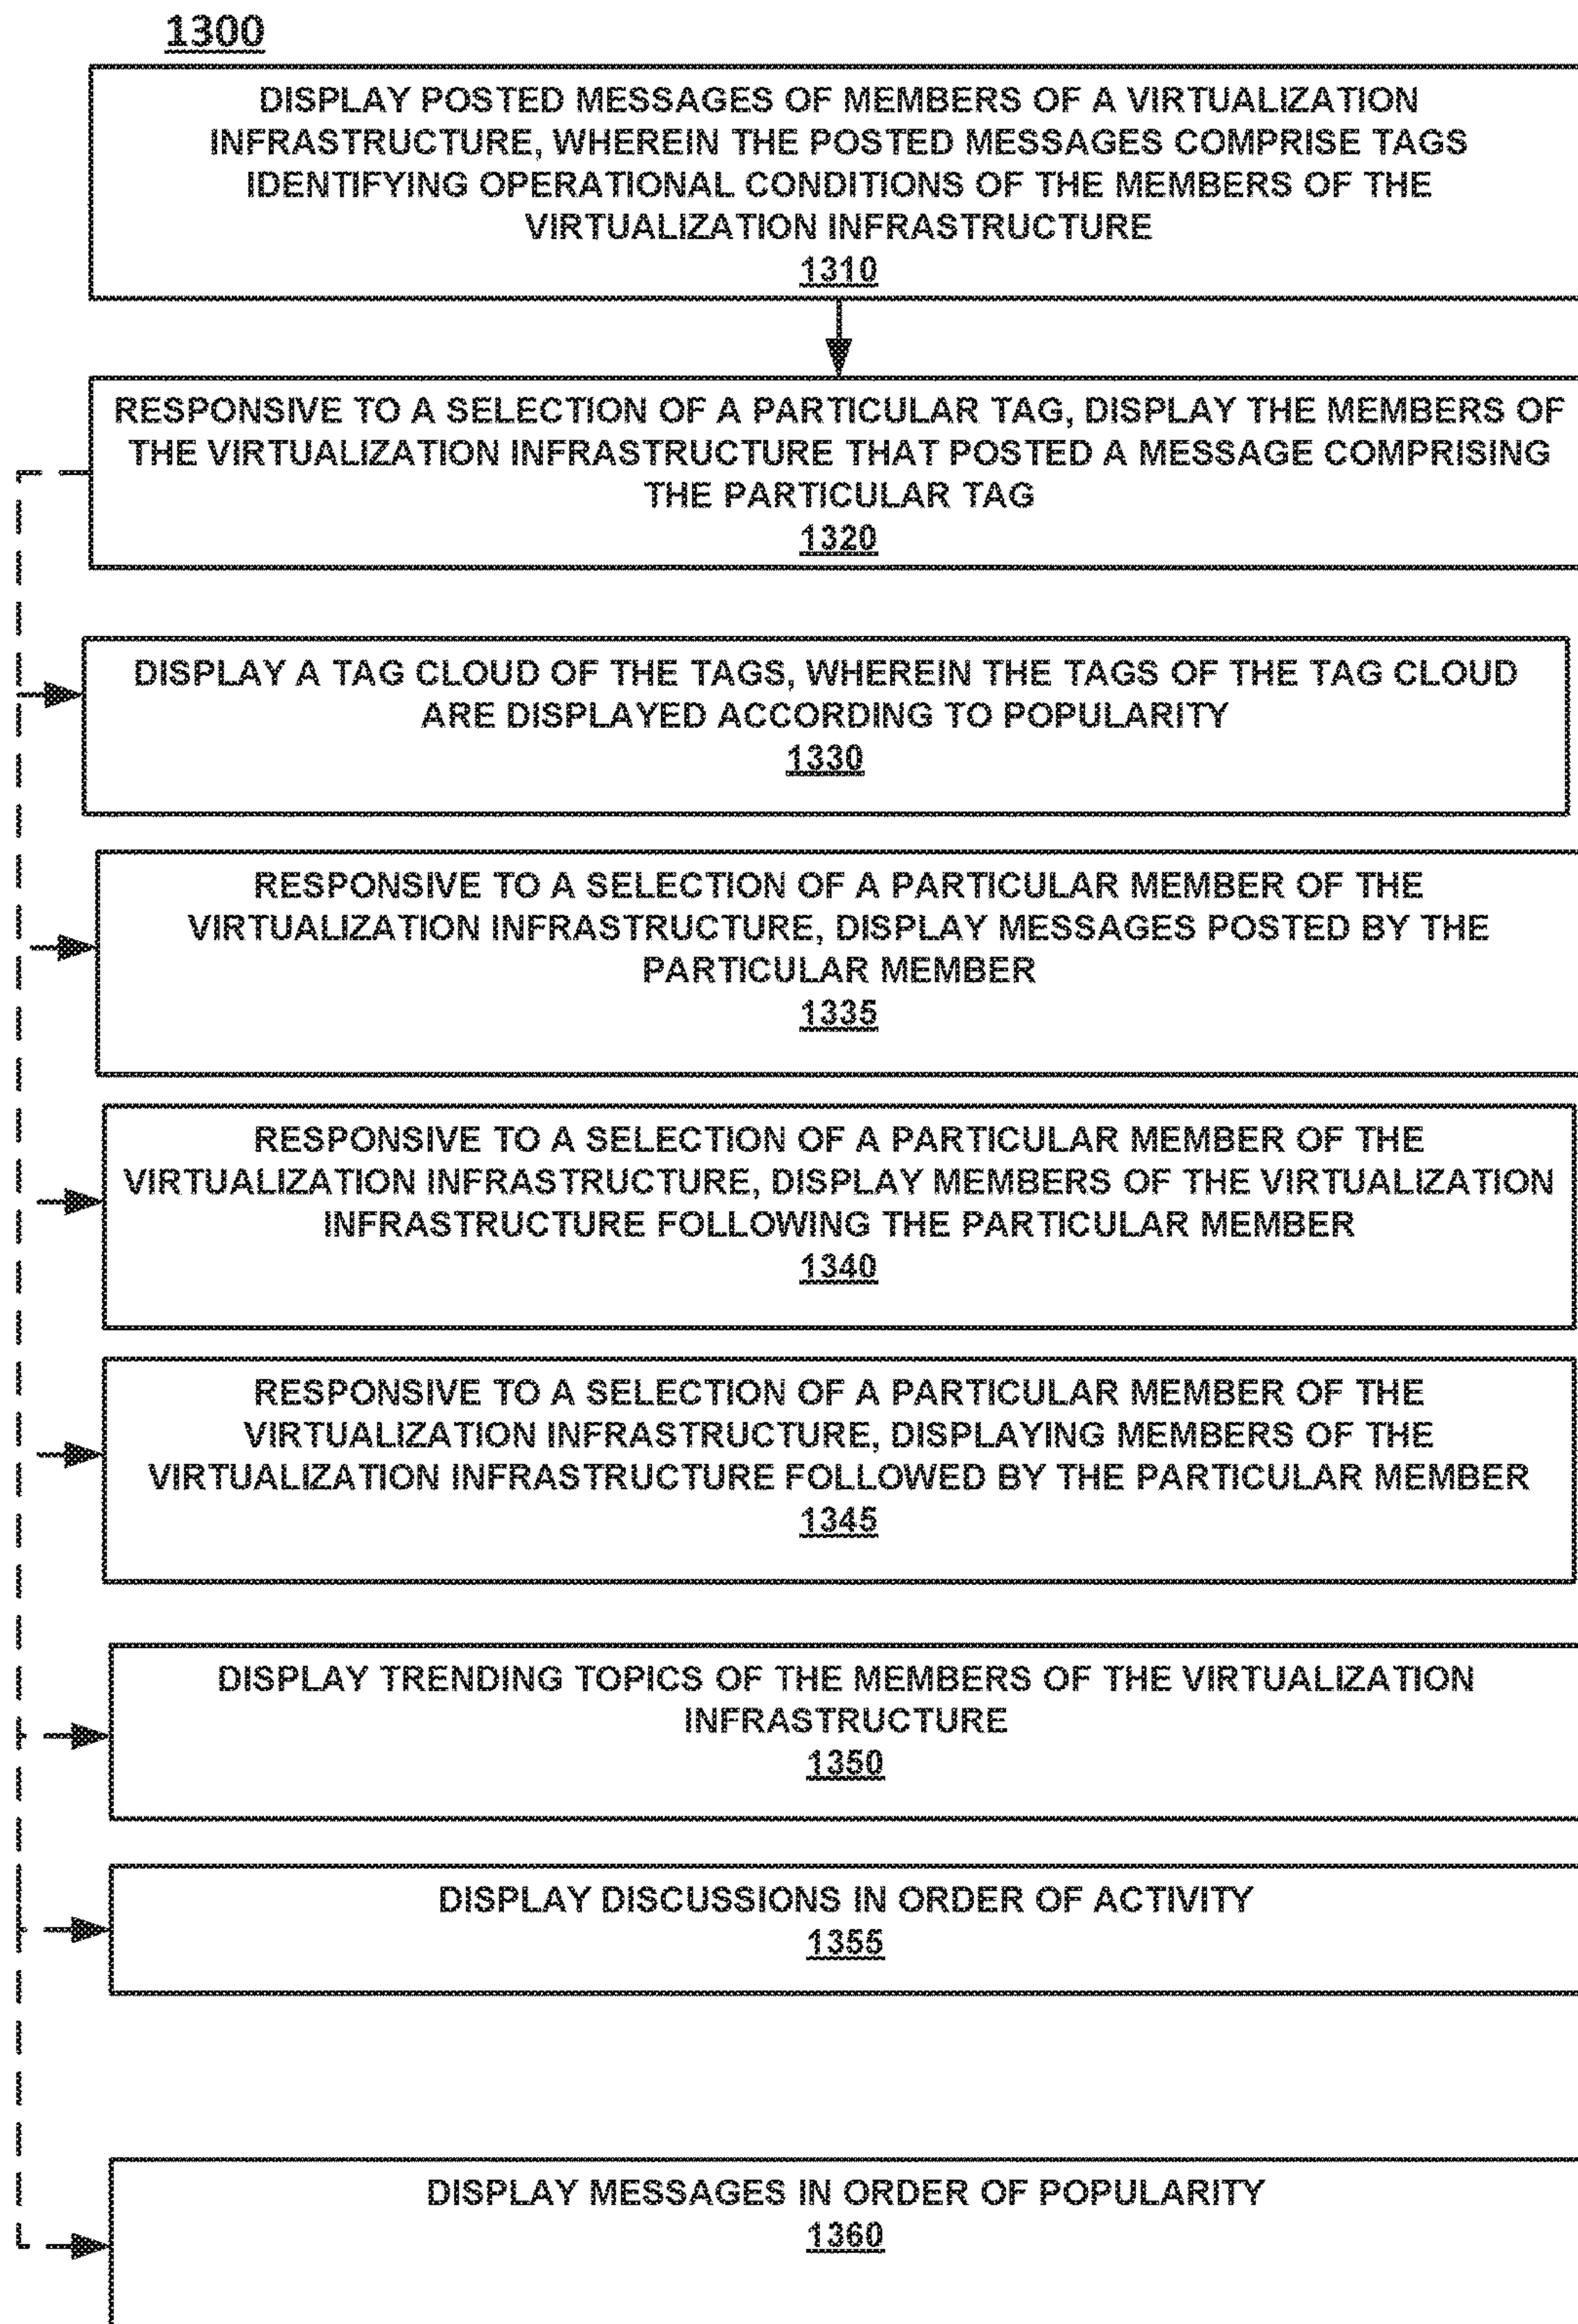 1300
DISPLAY POSTED MESSAGES OF MEMBERS OF A VIRTUALIZATION
INFRASTRUCTURE, WHEREIN THE POSTED MESSAGES COMPRISE TAGS
IDENTIFYING OPERATIONAL CONDITIONS OF THE MEMBERS OF THE
VIRTUALIZATION INFRASTRUCTURE
1310
RESPONSIVE TO A SELECTION OF A PARTICULAR TAG, DISPLAY THE MEMBERS OF
THE VIRTUALIZATION INFRASTRUCTURE THAT POSTED A MESSAGE COMPRISING
THE PARTICULAR TAG
1320
DISPLAY A TAG CLOUD OF THE TAGS, WHEREIN THE TAGS OF THE TAG CLOUD
ARE DISPLAYED ACCORDING TO POPULARITY
1330
RESPONSIVE TO A SELECTION OF A PARTICULAR MEMBER OF THE
VIRTUALIZATION INFRASTRUCTURE, DISPLAY MESSAGES POSTED BY THE
PARTICULAR MEMBER
1335
RESPONSIVE TO A SELECTION OF A PARTICULAR MEMBER OF THE
VIRTUALIZATION INFRASTRUCTURE, DISPLAY MEMBERS OF THE VIRTUALIZATION
INFRASTRUCTURE FOLLOWING THE PARTICULAR MEMBER
1340
RESPONSIVE TO A SELECTION OF A PARTICULAR MEMBER OF THE
VIRTUALIZATION INFRASTRUCTURE, DISPLAYING MEMBERS OF THE
VIRTUALIZATION INFRASTRUCTURE FOLLOWED BY THE PARTICULAR MEMBER
1345
DISPLAY TRENDING TOPICS OF THE MEMBERS OF THE VIRTUALIZATION
INFRASTRUCTURE
1350
DISPLAY DISCUSSIONS IN ORDER OF ACTIVITY
1355
DISPLAY MESSAGES IN ORDER OF POPULARITY
1360